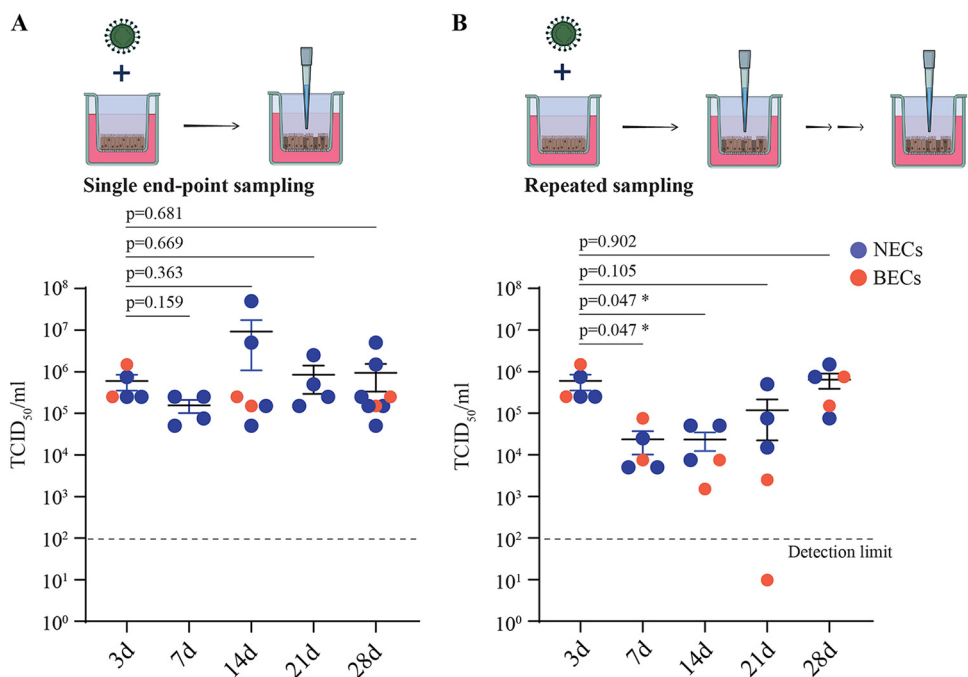 A
+
Single end-point sampling
p=0.681
p=0.669
p=0.363
p=0.159
10⁸
10⁷
10⁶
10⁵
10⁴
10³
10²
10¹
10⁰
TCID₅₀/ml
3d
7d
14d
21d
28d
B
+
Repeated sampling
p=0.902
p=0.105
p=0.047 *
p=0.047 *
NECs
BECs
10⁸
10⁷
10⁶
10⁵
10⁴
10³
10²
10¹
10⁰
TCID₅₀/ml
Detection limit
3d
7d
14d
21d
28d